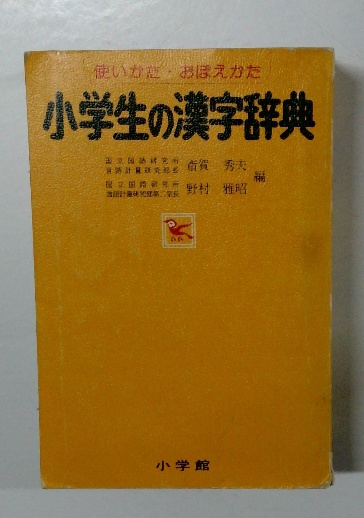 使いかた・おぼえかた
小学生の漢字辞典
国立国語研究所
言語計量研究部長
斎賀 秀夫
国立国語研究所
言語計量研究部第二室長
野村 雅昭
編
小学館